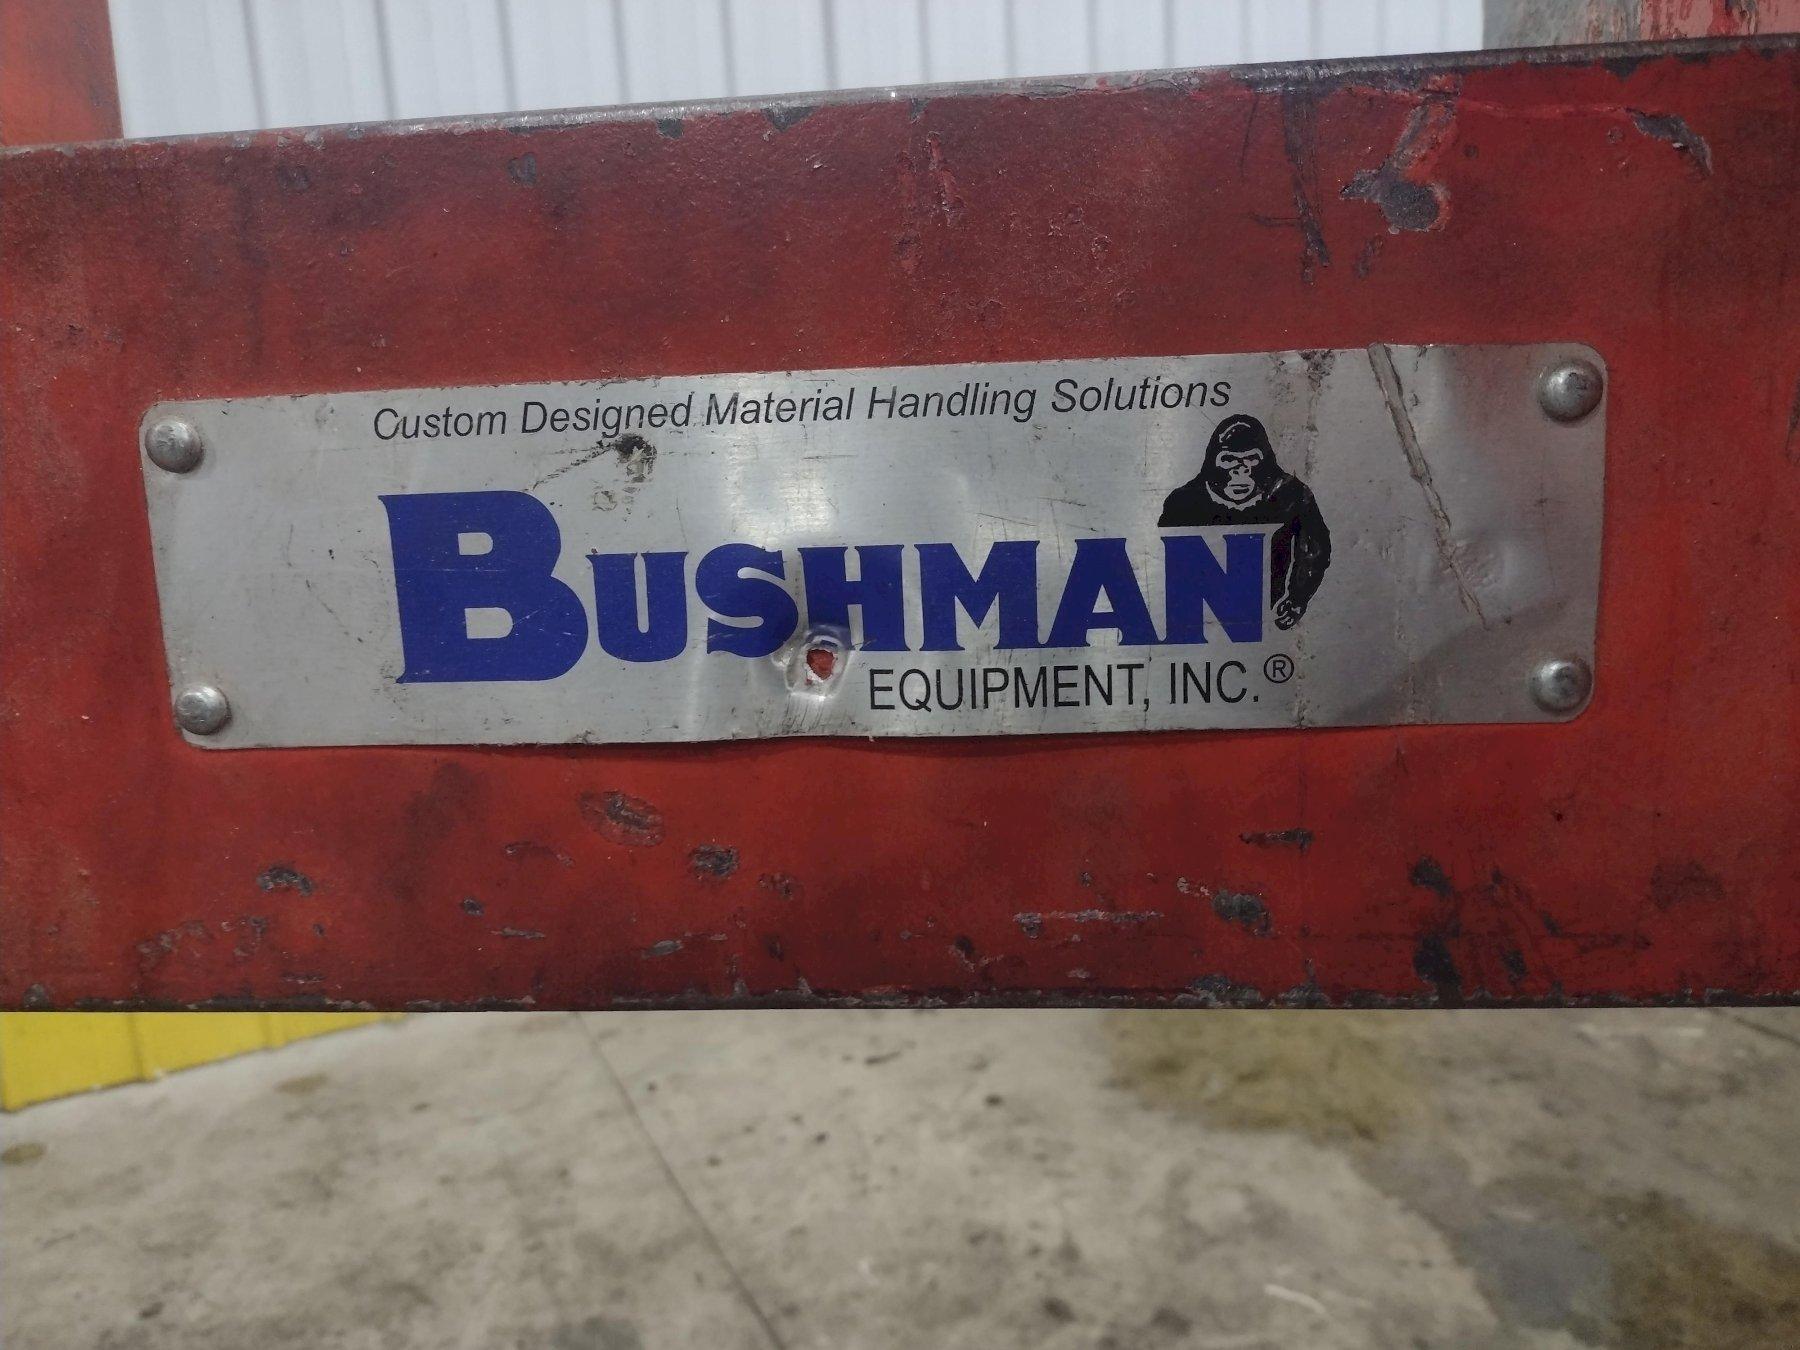 Custom Designed Material Handling Solutions
BUSHMAN
EQUIPMENT, INC.®